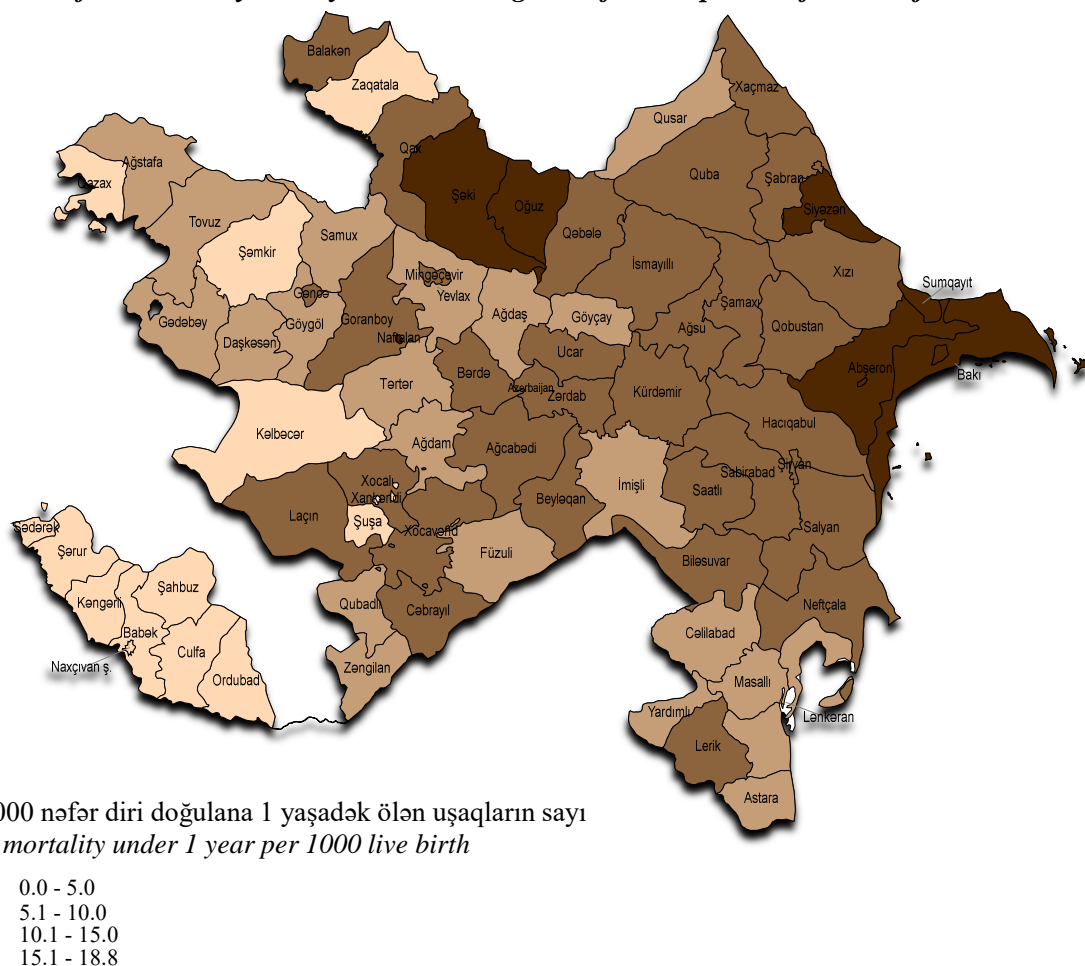 Balakən
Zaqatala
Xaçmaz
Qusar
Qax
Ağstafa
Qazax
Quba
Şabran
Şəki
Oğuz
Siyəzən
Tovuz
Samux
Qəbələ
Şəmkir
İsmayıllı
Xızı
Mingəçevir
Sumqayıt
Gəncə
Yevlax
Şamaxı
Gədəbəy
Göygöl
Goranboy
Ağdaş
Göyçay
Ağsu
Qobustan
Daşkəsən
Naftalan
Ucar
Abşeron
Bakı
Tərtər
Bərdə
Azərbaijan
Zərdab
Kürdəmir
Hacıqabul
Kəlbəcər
Ağdam
Ağcabədi
Xocalı
Xankəndi
Sabirabad
Şirvan
Laçın
Şuşa
Xocavənd
Beyləqan
İmişli
Saatlı
Salyan
Sədərək
Şərur
Füzuli
Biləsuvar
Şahbuz
Kəngərli
Qubadlı
Cəbrayıl
Neftçala
Babək
Culfa
Cəlilabad
Naxçıvan ş.
Ordubad
Zəngilan
Masallı
Yardımlı
Lənkəran
Lerik
Astara
000 nəfər diri doğulana 1 yaşadək ölən uşaqların sayı
mortality under 1 year per 1000 live birth
0.0 - 5.0
5.1 - 10.0
10.1 - 15.0
15.1 - 18.8